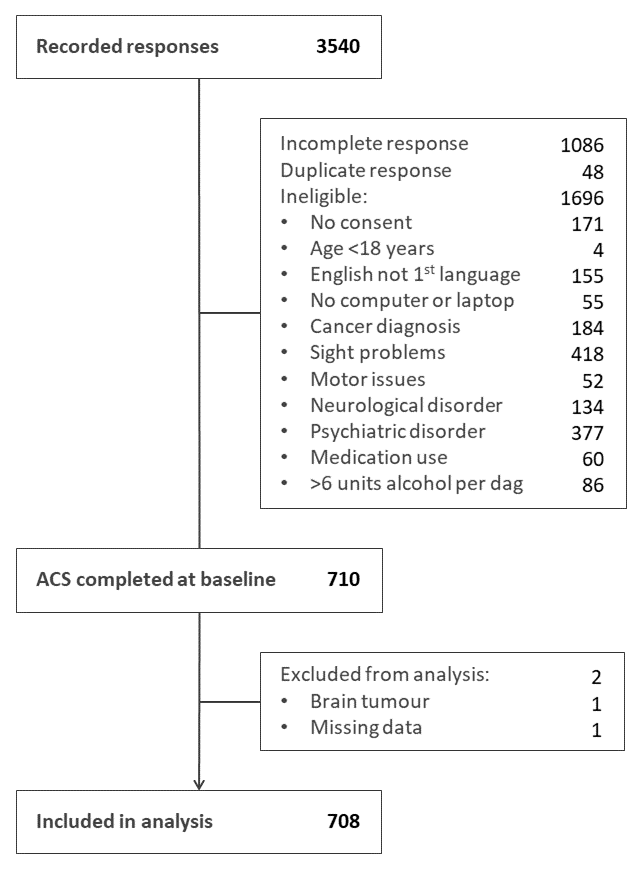 Recorded responses 3540
Incomplete response 1086
Duplicate response 48
Ineligible: 1696
• No consent 171
• Age <18 years 4
• English not 1st language 155
• No computer or laptop 55
• Cancer diagnosis 184
• Sight problems 418
• Motor issues 52
• Neurological disorder 134
• Psychiatric disorder 377
• Medication use 60
• >6 units alcohol per dag 86
ACS completed at baseline 710
Excluded from analysis: 2
• Brain tumour 1
• Missing data 1
Included in analysis 708